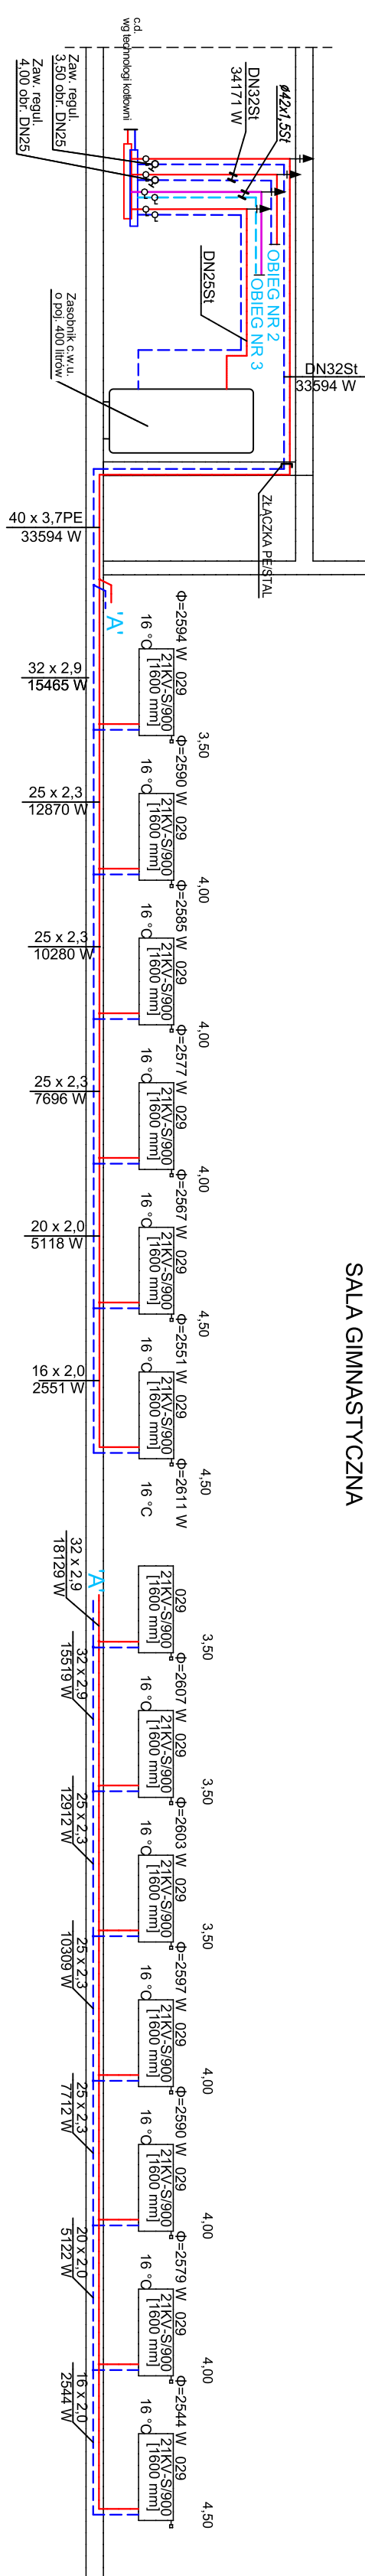 c.d.
wg technologi kotłowni
Zaw. regul.
3,50 obr. DN25
Zaw. regul.
4,00 obr. DN25
DN32St
34171 W
ø42x1,5St
OBIEG NR 2
OBIEG NR 3
DN25St
Zasobnik c.w.u.
o poj. 400 litrów
DN32St
33594 W
ZŁĄCZKA PE/STAL
40 x 3,7PE
33594 W
'A'
SALA GIMNASTYCZNA
Φ=2594 W 029
16 °C
21KV-S/900
[1600 mm]
3,50
32 x 2,9
15465 W
Φ=2590 W 029
16 °C
21KV-S/900
[1600 mm]
4,00
25 x 2,3
12870 W
Φ=2585 W 029
16 °C
21KV-S/900
[1600 mm]
4,00
25 x 2,3
10280 W
Φ=2577 W 029
16 °C
21KV-S/900
[1600 mm]
4,00
25 x 2,3
7696 W
Φ=2567 W 029
16 °C
21KV-S/900
[1600 mm]
4,50
20 x 2,0
5118 W
Φ=2551 W 029
16 °C
21KV-S/900
[1600 mm]
4,50
16 x 2,0
2551 W
Φ=2611 W
16 °C
029
21KV-S/900
[1600 mm]
3,50
'A'
32 x 2,9
18129 W
Φ=2607 W 029
16 °C
21KV-S/900
[1600 mm]
3,50
32 x 2,9
15519 W
Φ=2603 W 029
16 °C
21KV-S/900
[1600 mm]
3,50
25 x 2,3
12912 W
Φ=2597 W 029
16 °C
21KV-S/900
[1600 mm]
4,00
25 x 2,3
10309 W
Φ=2590 W 029
16 °C
21KV-S/900
[1600 mm]
4,00
25 x 2,3
7712 W
Φ=2579 W 029
16 °C
21KV-S/900
[1600 mm]
4,00
20 x 2,0
5122 W
Φ=2544 W 029
16 °C
21KV-S/900
[1600 mm]
4,50
16 x 2,0
2544 W